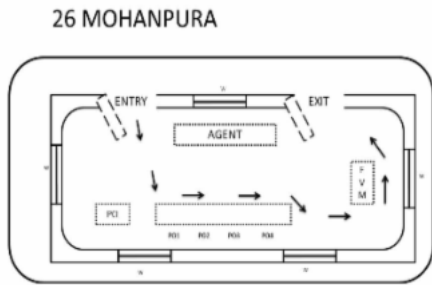 26 MOHANPURA
ENTRY
EXIT
AGENT
F
V
M
PO
PO1 PO2 PO3 PO4